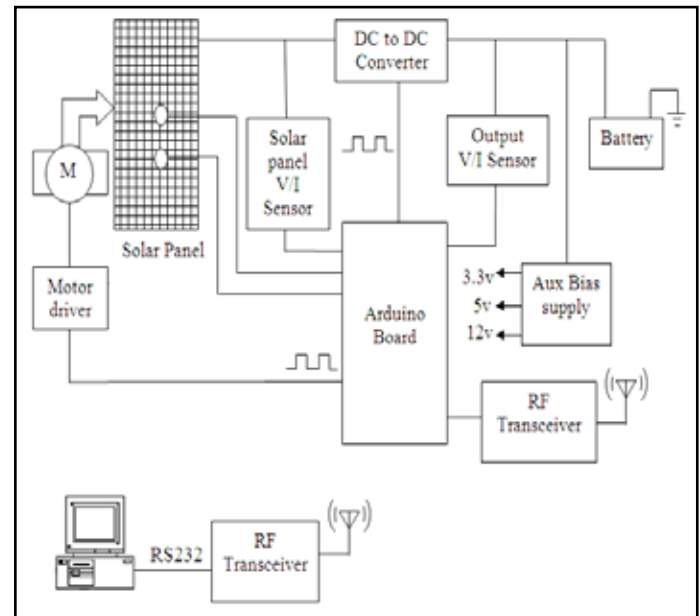 DC to DC
Converter
Solar
panel
V/I
Sensor
Output
V/I Sensor
Battery
M
Solar Panel
Motor
driver
Arduino
Board
3.3v
5v
12v
Aux Bias
supply
RF
Transceiver
RS232
RF
Transceiver